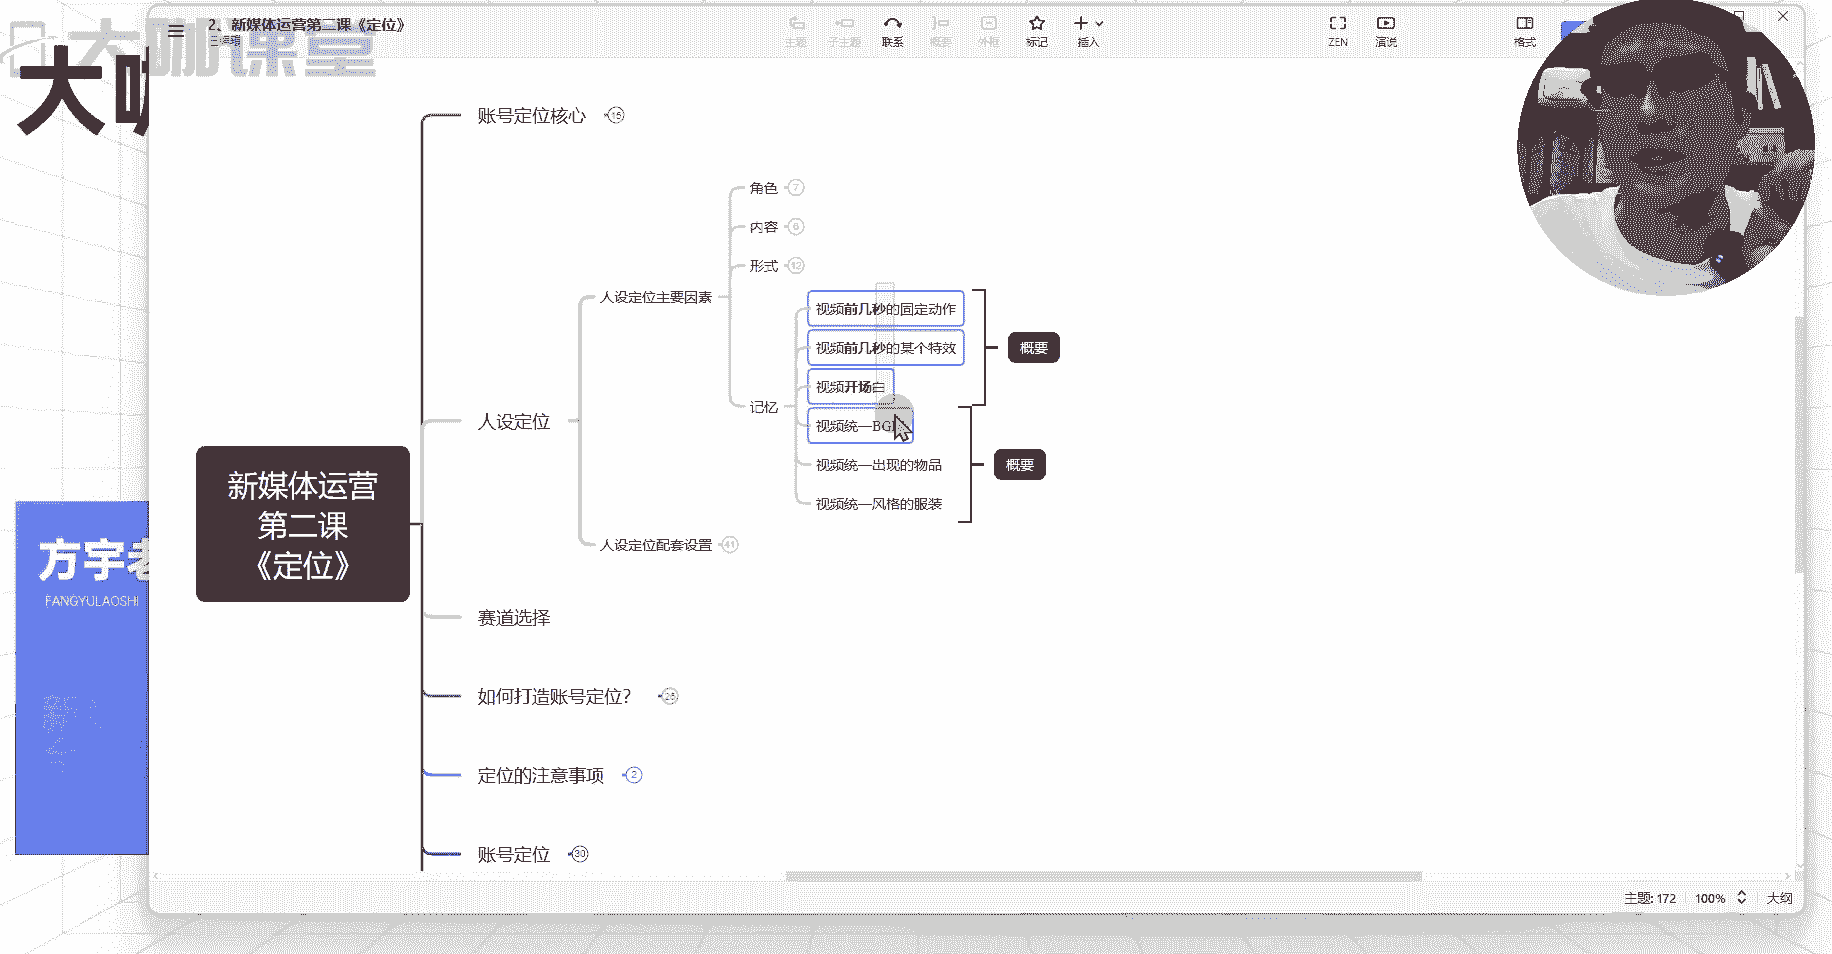 2、新媒体运营第二课《定位》
已编辑
大咖课堂
大咖
主题
子主题
联系
概要
外框
标记
插入
ZEN
演说
格式
账号定位核心
角色 7
内容 6
形式 12
人设定位主要因素
视频前几秒的固定动作
视频前几秒的某个特效
概要
视频开场白
记忆
人设定位
视频统一BG
视频统一出现的物品
概要
视频统一风格的服装
新媒体运营
第二课
《定位》
人设定位配套设置 41
方宇老
FANGYULAOSHI
赛道选择
如何打造账号定位？
定位的注意事项 2
账号定位 30
主题: 172
100%
大纲